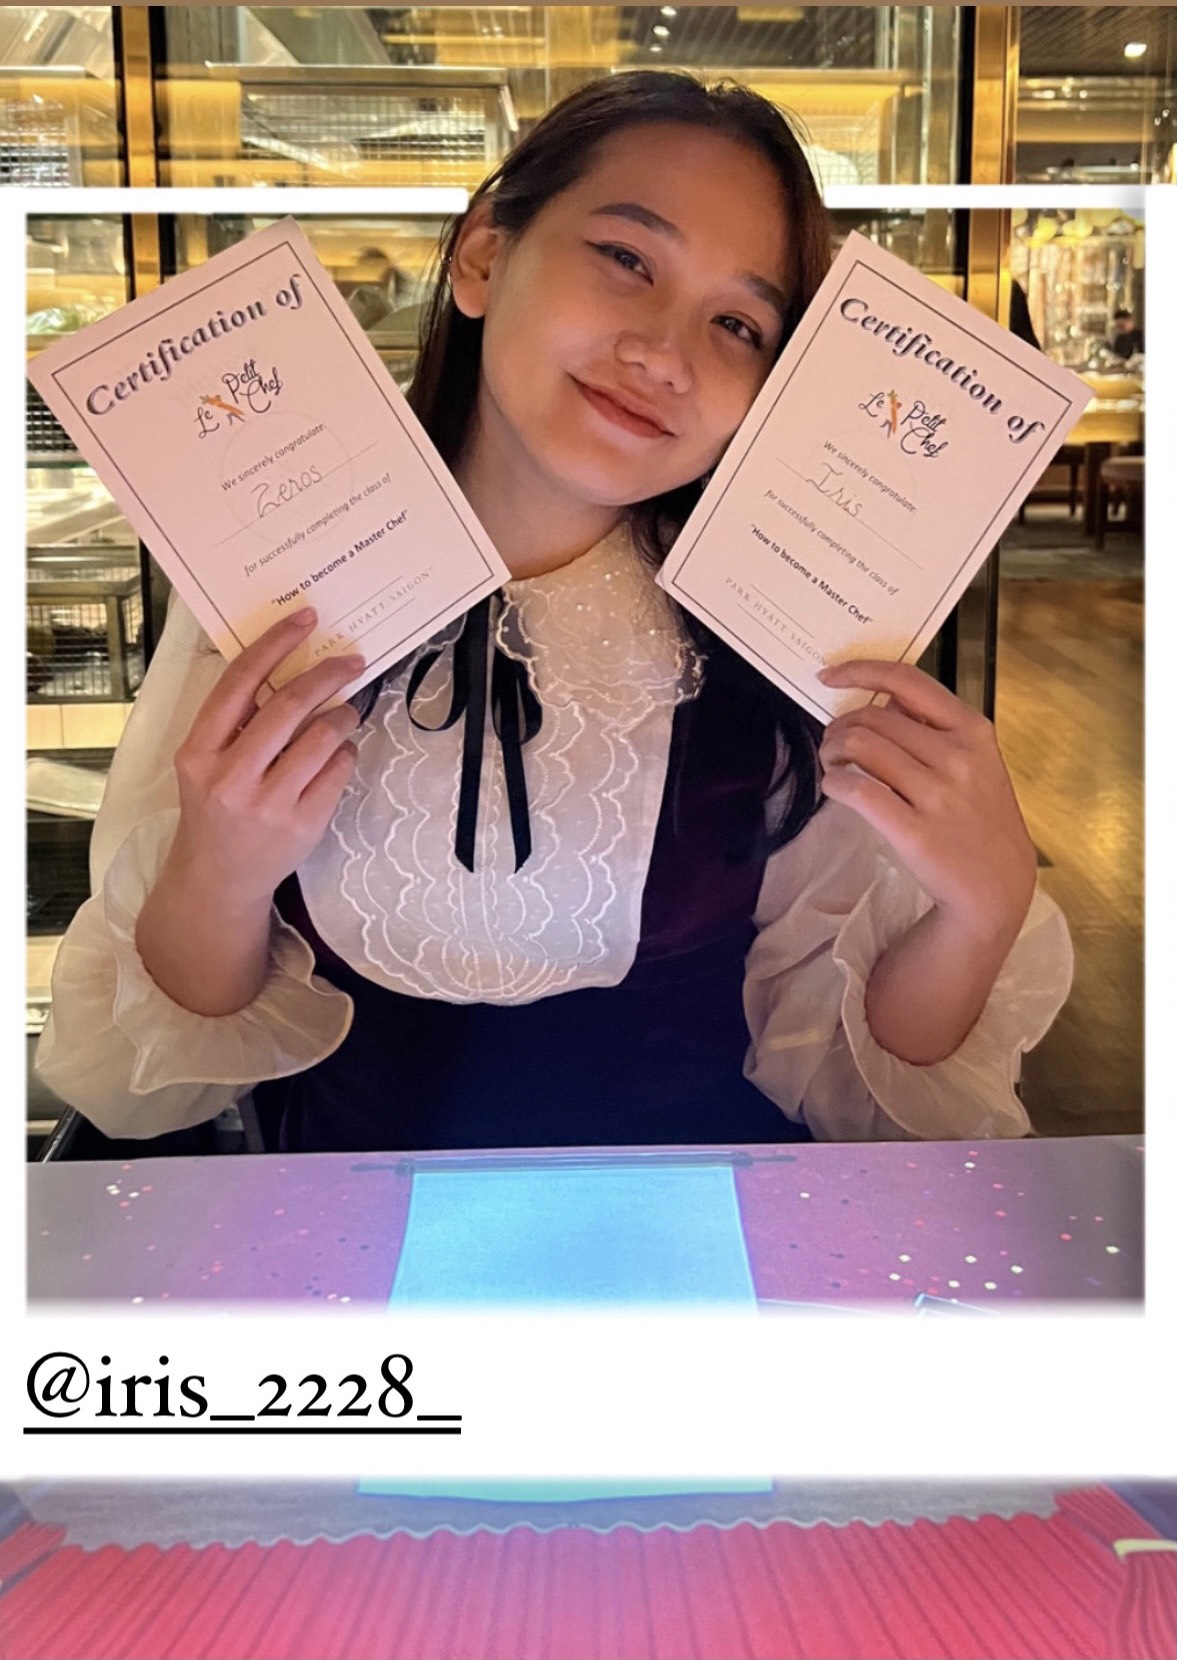 Certification of
Le Petit Chef
We sincerely congratulate:
Zeros
for successfully completing the class of
"How to become a Master Chef"
PARK HYATT SAIGON™
Certification of
Le Petit Chef
We sincerely congratulate:
Iris
for successfully completing the class of
"How to become a Master Chef"
PARK HYATT SAIGON
@iris_2228_